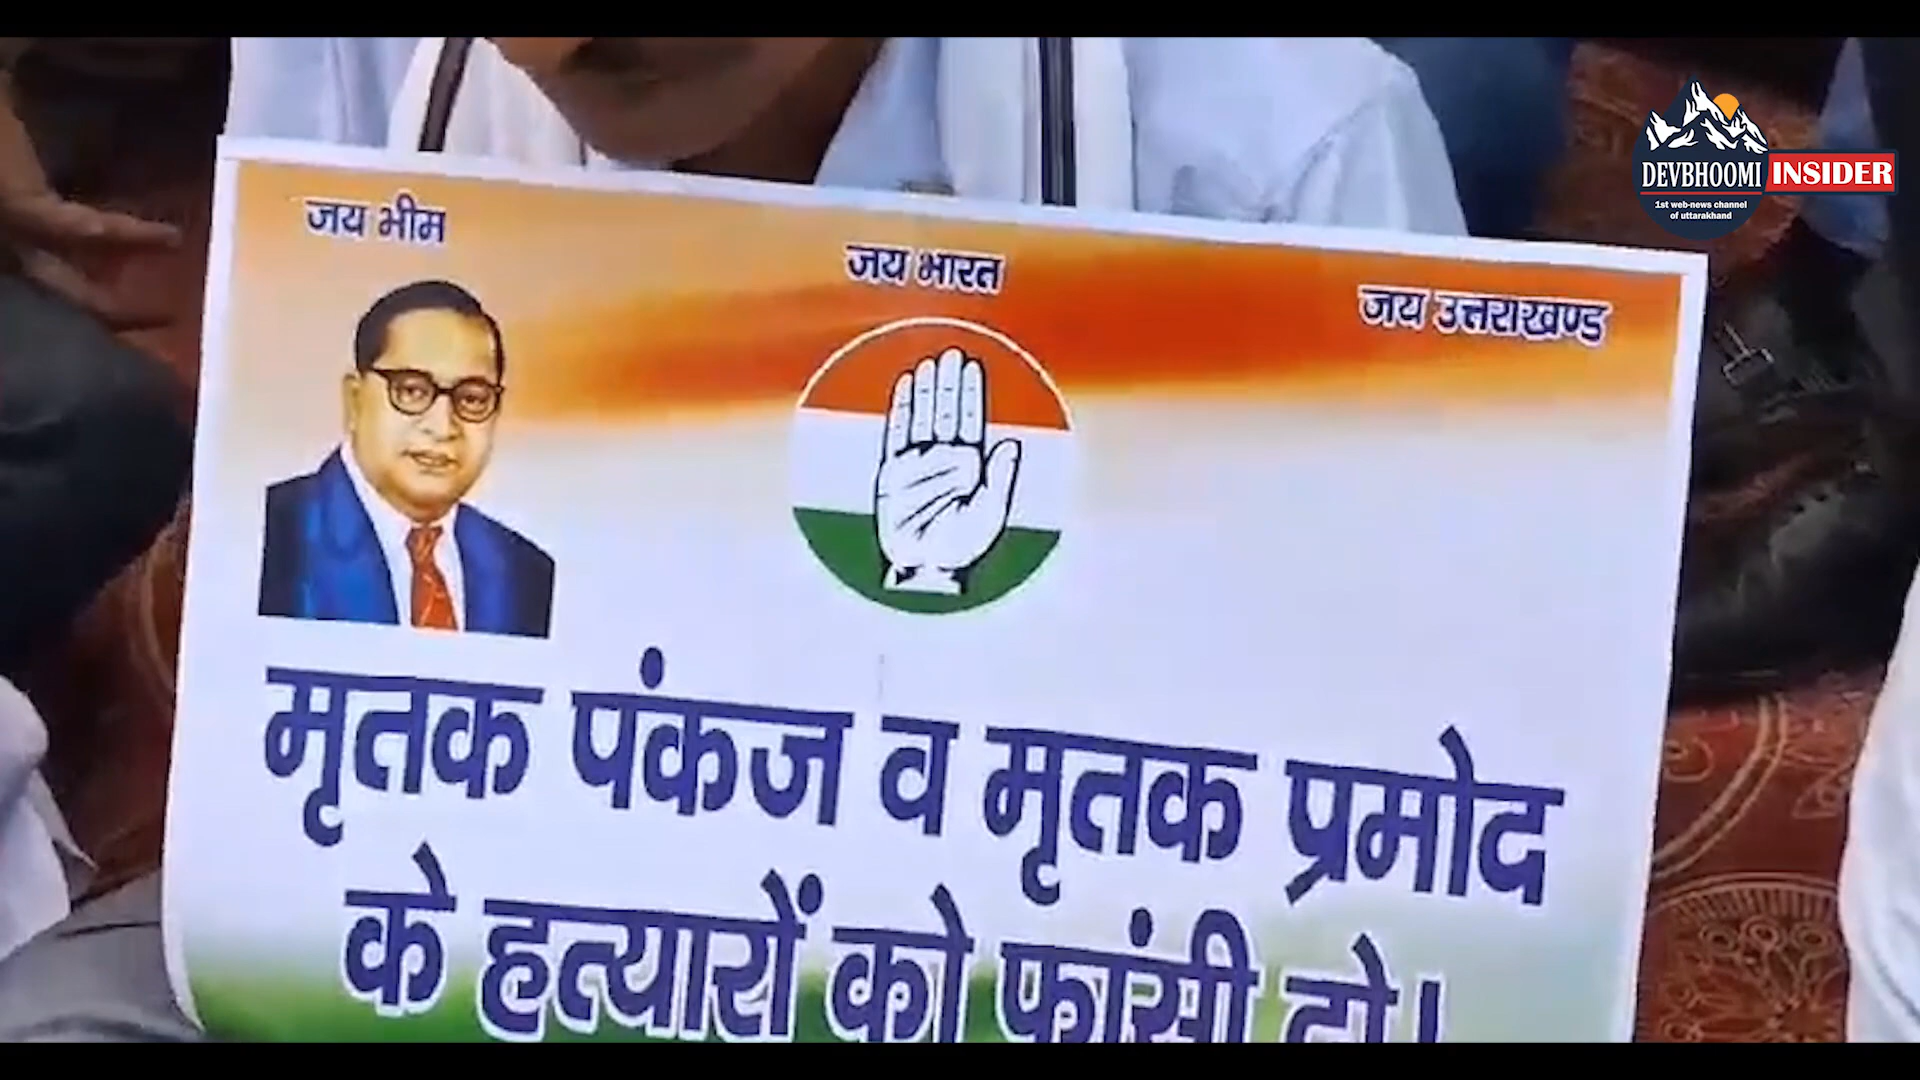 DEVBHOOMI INSIDER
1st web-news channel
of uttarakhand
जय भीम
जय भारत
जय उत्तराखण्ड
मृतक पंकज व मृतक प्रमोद
के हत्यारों को फांसी दो!